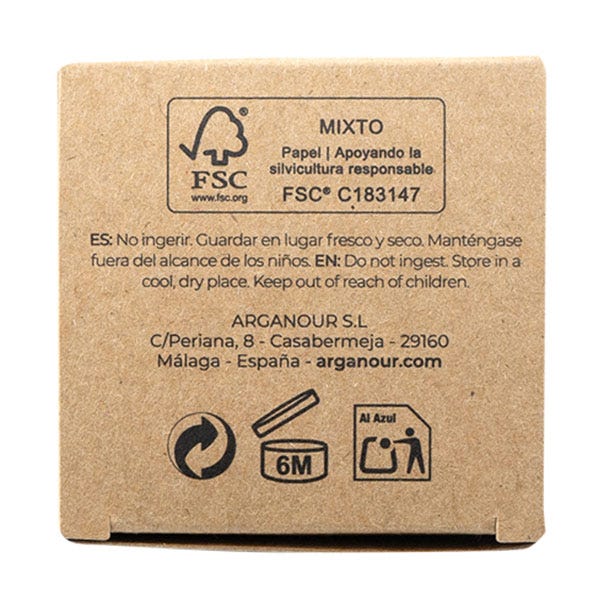 MIXTO
Papel | Apoyando la
silvicultura responsable
FSC
www.fsc.org
FSC® C183147
ES: No ingerir. Guardar en lugar fresco y seco. Manténgase
fuera del alcance de los niños. EN: Do not ingest. Store in a
cool, dry place. Keep out of reach of children.
ARGANOUR S.L
C/Periana, 8 - Casabermeja - 29160
Málaga - España - arganour.com
6M
Al Azul